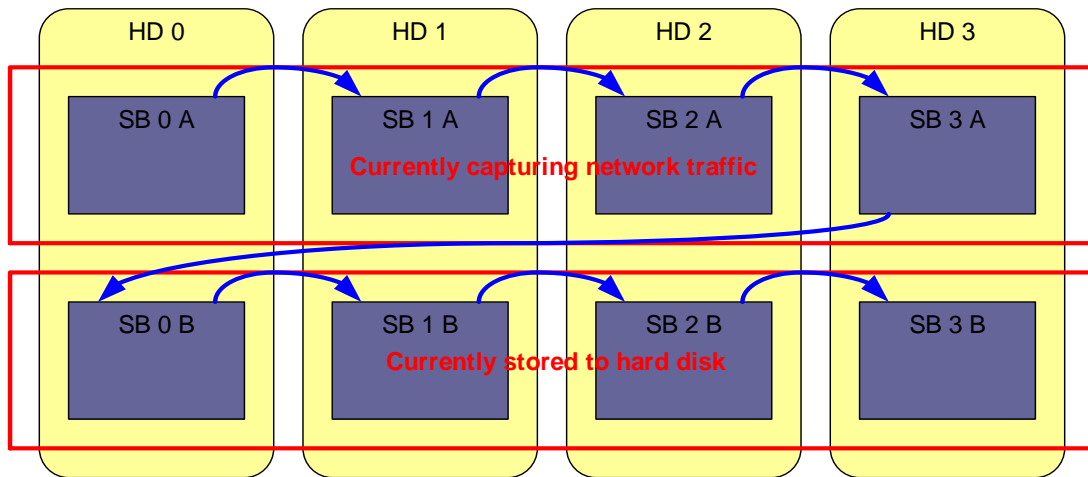 HD 0
HD 1
HD 2
HD 3
SB 0 A
SB 1 A
SB 2 A
SB 3 A
Currently capturing network traffic
SB 0 B
SB 1 B
SB 2 B
SB 3 B
Currently stored to hard disk